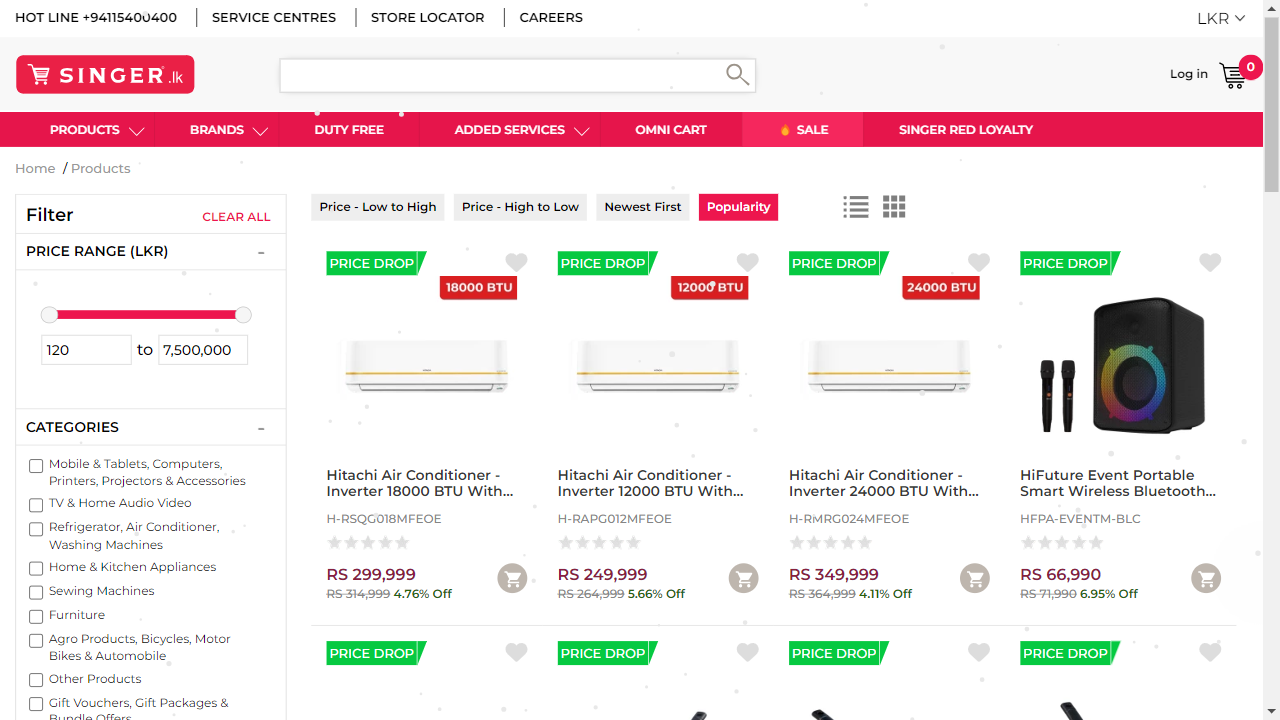 HOT LINE +94115400400
SERVICE CENTRES
STORE LOCATOR
CAREERS
LKR
SINGER.lk
Log in
0
PRODUCTS
BRANDS
DUTY FREE
ADDED SERVICES
OMNI CART
SALE
SINGER RED LOYALTY
Home / Products
Filter
CLEAR ALL
PRICE RANGE (LKR)
-
120 to 7,500,000
CATEGORIES
-
Mobile & Tablets, Computers,
Printers, Projectors & Accessories
TV & Home Audio Video
Refrigerator, Air Conditioner,
Washing Machines
Home & Kitchen Appliances
Sewing Machines
Furniture
Agro Products, Bicycles, Motor
Bikes & Automobile
Other Products
Gift Vouchers, Gift Packages &
Bundle Offers
Price - Low to High
Price - High to Low
Newest First
Popularity
PRICE DROP
18000 BTU
Hitachi Air Conditioner -
Inverter 18000 BTU With...
H-RSQG018MFEOE
RS 299,999
RS 314,999 4.76% Off
PRICE DROP
12000 BTU
Hitachi Air Conditioner -
Inverter 12000 BTU With...
H-RAPG012MFEOE
RS 249,999
RS 264,999 5.66% Off
PRICE DROP
24000 BTU
Hitachi Air Conditioner -
Inverter 24000 BTU With...
H-RMRG024MFEOE
RS 349,999
RS 364,999 4.11% Off
PRICE DROP
HiFuture Event Portable
Smart Wireless Bluetooth...
HFPA-EVENTM-BLC
RS 66,990
RS 71,990 6.95% Off
PRICE DROP
PRICE DROP
PRICE DROP
PRICE DROP